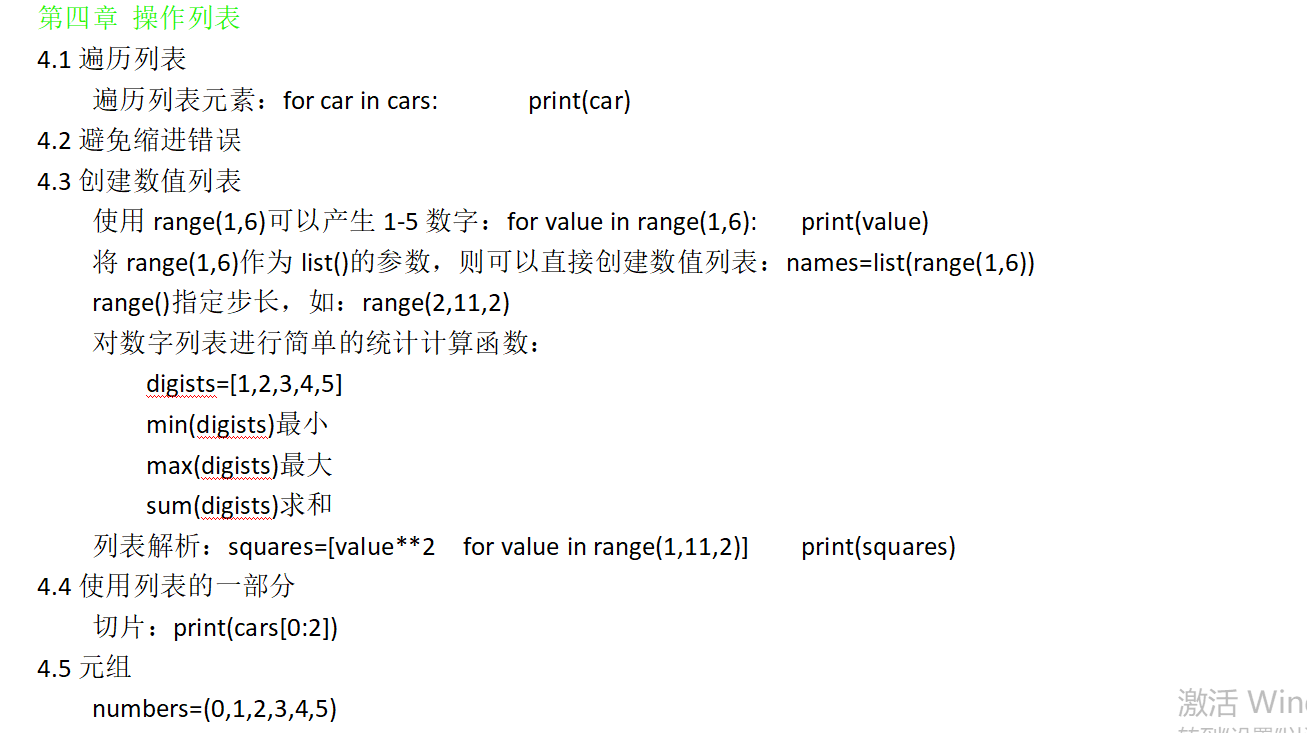 第四章 操作列表
4.1 遍历列表
遍历列表元素：for car in cars: print(car)
4.2 避免缩进错误
4.3 创建数值列表
使用 range(1,6)可以产生 1-5 数字：for value in range(1,6): print(value)
将 range(1,6)作为 list()的参数，则可以直接创建数值列表：names=list(range(1,6))
range()指定步长，如：range(2,11,2)
对数字列表进行简单的统计计算函数：
digists=[1,2,3,4,5]
min(digists)最小
max(digists)最大
sum(digists)求和
列表解析：squares=[value**2 for value in range(1,11,2)] print(squares)
4.4 使用列表的一部分
切片：print(cars[0:2])
4.5 元组
numbers=(0,1,2,3,4,5)
激活 Win